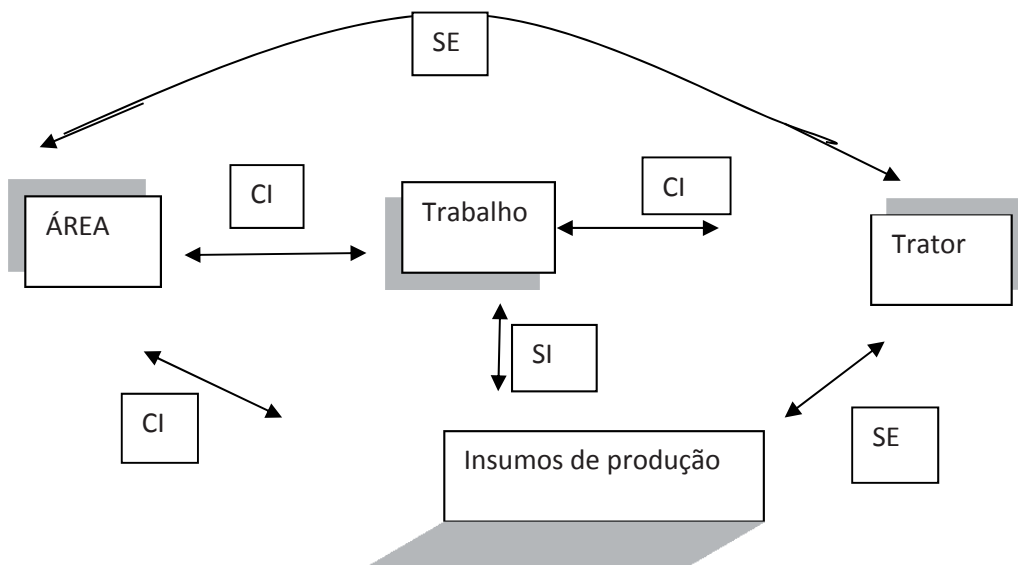 SE
CI
CI
ÁREA
Trabalho
Trator
SI
CI
SE
Insumos de produção